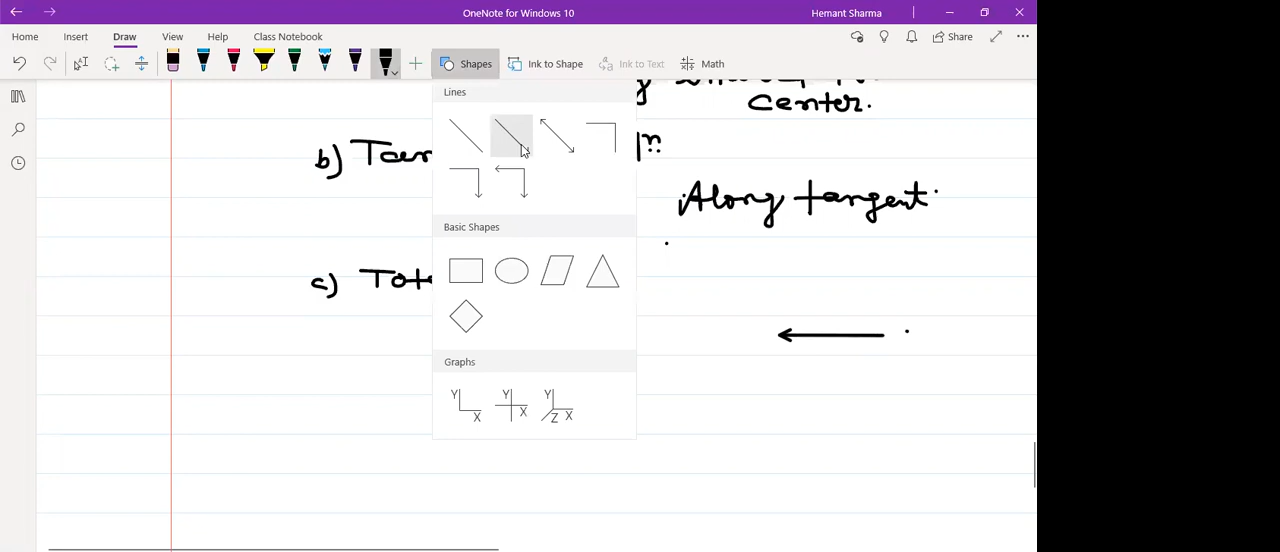 OneNote for Windows 10
Hemant Sharma
Home Insert Draw View Help Class Notebook
Share
Shapes Ink to Shape Ink to Text Math
Lines
Basic Shapes
Graphs
Y X Y X Y Z X
center.
b) Tan
n:
Along tangent
c) Tota